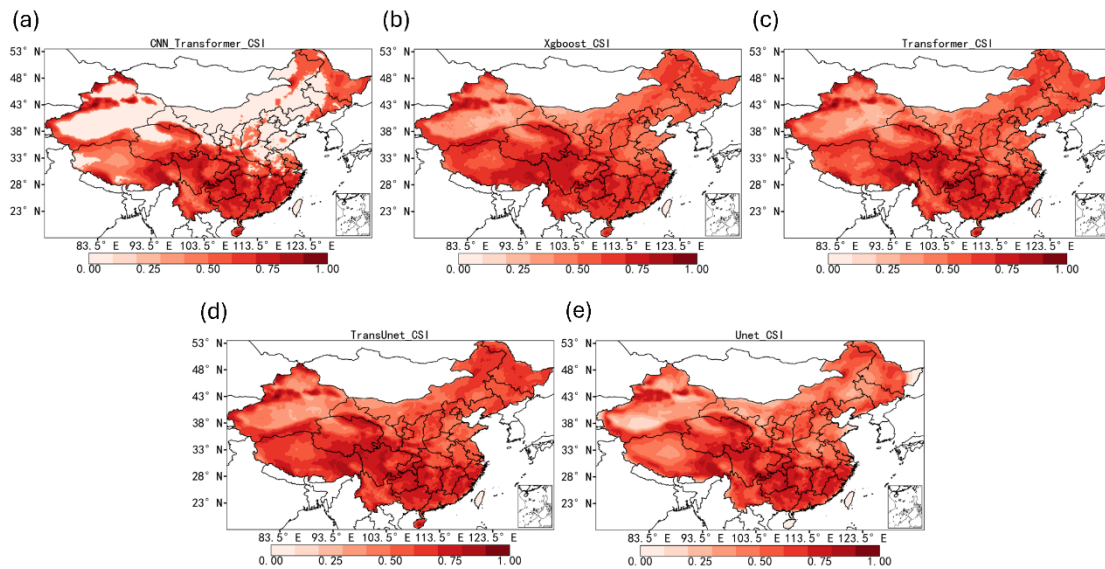 (a)
CNN_Transformer_CSI
53° N
48° N
43° N
38° N
33° N
28° N
23° N
83.5° E 93.5° E 103.5° E 113.5° E 123.5° E
0.00 0.25 0.50 0.75 1.00
(b)
Xgboost_CSI
53° N
48° N
43° N
38° N
33° N
28° N
23° N
83.5° E 93.5° E 103.5° E 113.5° E 123.5° E
0.00 0.25 0.50 0.75 1.00
(c)
Transformer_CSI
53° N
48° N
43° N
38° N
33° N
28° N
23° N
83.5° E 93.5° E 103.5° E 113.5° E 123.5° E
0.00 0.25 0.50 0.75 1.00
(d)
TransUnet_CSI
53° N
48° N
43° N
38° N
33° N
28° N
23° N
83.5° E 93.5° E 103.5° E 113.5° E 123.5° E
0.00 0.25 0.50 0.75 1.00
(e)
Unet_CSI
53° N
48° N
43° N
38° N
33° N
28° N
23° N
83.5° E 93.5° E 103.5° E 113.5° E 123.5° E
0.00 0.25 0.50 0.75 1.00